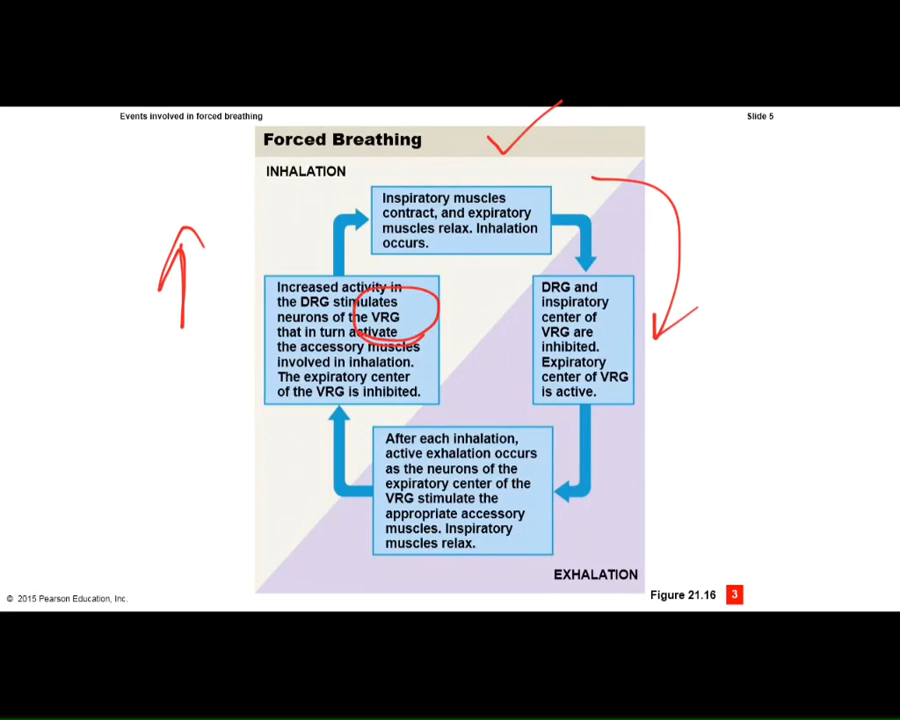 Events involved in forced breathing
Slide 5
Forced Breathing
INHALATION
Inspiratory muscles
contract, and expiratory
muscles relax. Inhalation
occurs.
Increased activity in
the DRG stimulates
neurons of the VRG
that in turn activate
the accessory muscles
involved in inhalation.
The expiratory center
of the VRG is inhibited.
DRG and
inspiratory
center of
VRG are
inhibited.
Expiratory
center of VRG
is active.
After each inhalation,
active exhalation occurs
as the neurons of the
expiratory center of the
VRG stimulate the
appropriate accessory
muscles. Inspiratory
muscles relax.
EXHALATION
© 2015 Pearson Education, Inc.
Figure 21.16 3